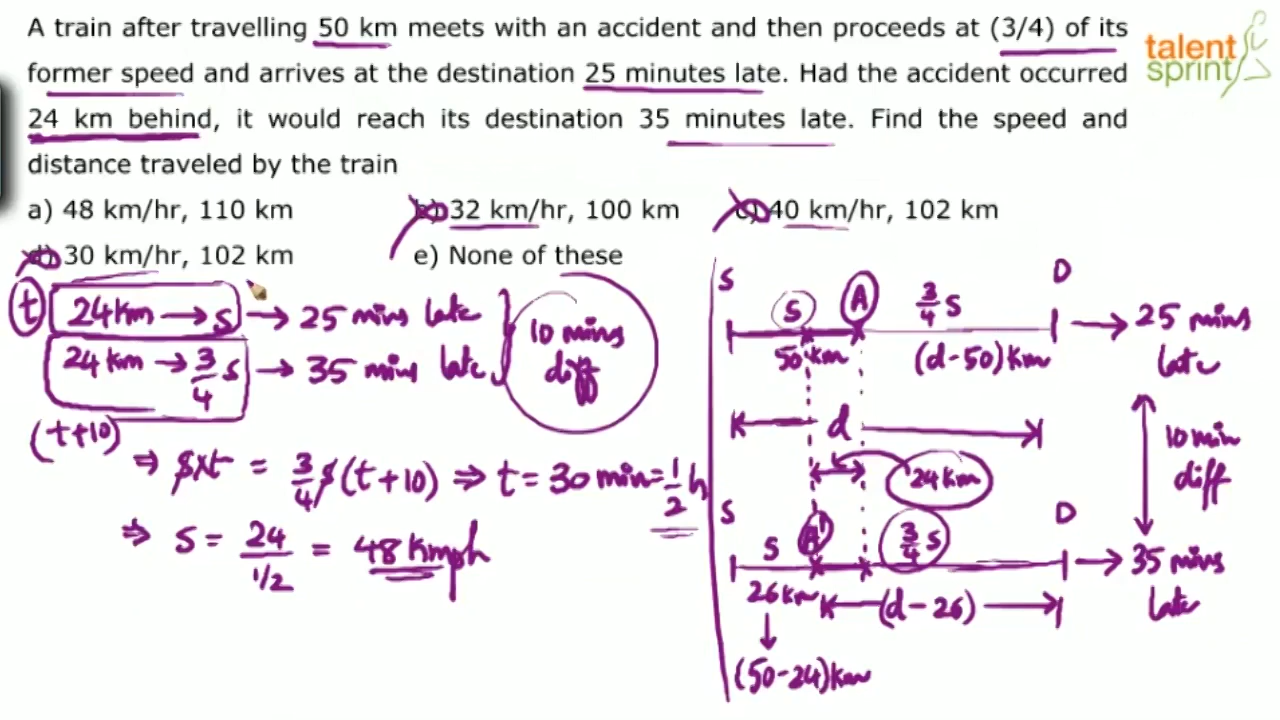 A train after travelling 50 km meets with an accident and then proceeds at (3/4) of its
former speed and arrives at the destination 25 minutes late. Had the accident occurred
24 km behind, it would reach its destination 35 minutes late. Find the speed and
distance traveled by the train
talent
sprint
a) 48 km/hr, 110 km
b) 32 km/hr, 100 km
c) 40 km/hr, 102 km
d) 30 km/hr, 102 km
e) None of these
t
24km → s → 25 mins late
24 km → 3/4 s → 35 mins late
10 mins
diff
(t+10)
⇒ s×t = 3/4 s(t+10) ⇒ t = 30 min = 1/2 h
⇒ s = 24/1/2 = 48 kmph
S
S
A
3/4 s
D
50 km
(d-50)km
→ 25 mins
late
d
24km
10 min
diff
S
S
A'
3/4 s
D
→ 35 mins
late
26km
(d-26)
(50-24)km